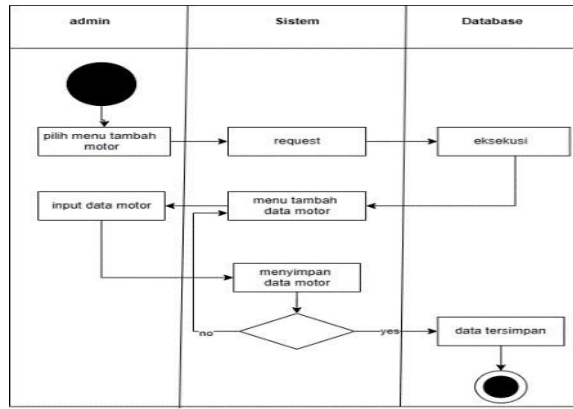 admin
Sistem
Database
pilih menu tambah
motor
request
eksekusi
input data motor
menu tambah
data motor
menyimpan
data motor
no
yes
data tersimpan